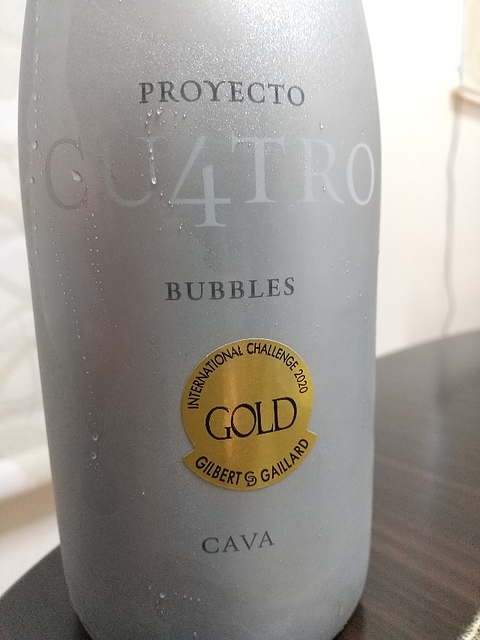 PROYECTO
CU4TRO
BUBBLES
INTERNATIONAL CHALLENGE 2020
GOLD
GILBERT & GAILLARD
CAVA